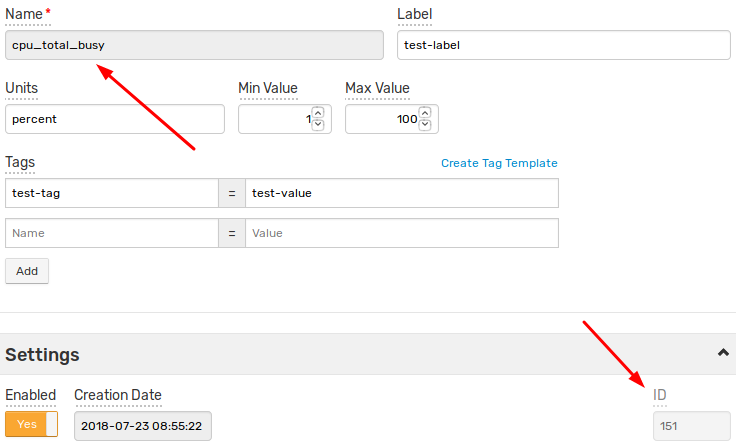 Name * Label
cpu_total_busy test-label
Units Min Value Max Value
percent 1 100
Tags Create Tag Template
test-tag = test-value
Name = Value
Add
Settings
Enabled Creation Date ID
Yes 2018-07-23 08:55:22 151